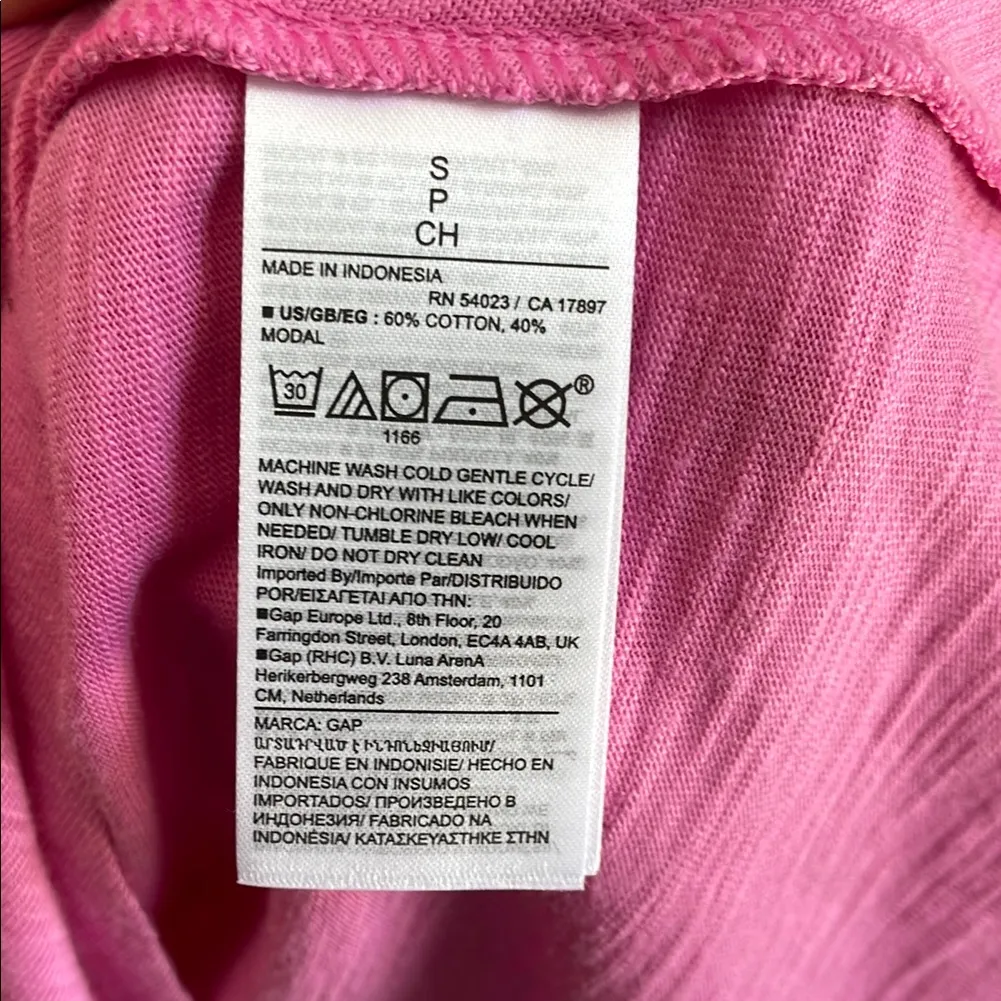 S
P
CH
MADE IN INDONESIA
RN 54023 / CA 17897
■ US/GB/EG : 60% COTTON, 40%
MODAL
30
®
1166
MACHINE WASH COLD GENTLE CYCLE/
WASH AND DRY WITH LIKE COLORS/
ONLY NON-CHLORINE BLEACH WHEN
NEEDED/ TUMBLE DRY LOW/ COOL
IRON/ DO NOT DRY CLEAN
Imported By/Importe Par/DISTRIBUIDO
POR/ΕΙΣΑΓΕΤΑΙ ΑΠΟ ΤΗΝ:
■Gap Europe Ltd., 8th Floor, 20
Farringdon Street, London, EC4A 4AB, UK
■Gap (RHC) B.V. Luna ArenA
Herikerbergweg 238 Amsterdam, 1101
CM, Netherlands
MARCA: GAP
ԱՐՏԱԴՐՎԱԾ Է ԻՆԴՈՆԵԶԻԱՅՈՒՄ/
FABRIQUE EN INDONISIE/ HECHO EN
INDONESIA CON INSUMOS
IMPORTADOS/ ПРОИЗВЕДЕНО В
ИНДОНЕЗИЯ/ FABRICADO NA
INDONÉSIA/ ΚΑΤΑΣΚΕΥΑΣΤΗΚΕ ΣΤΗΝ